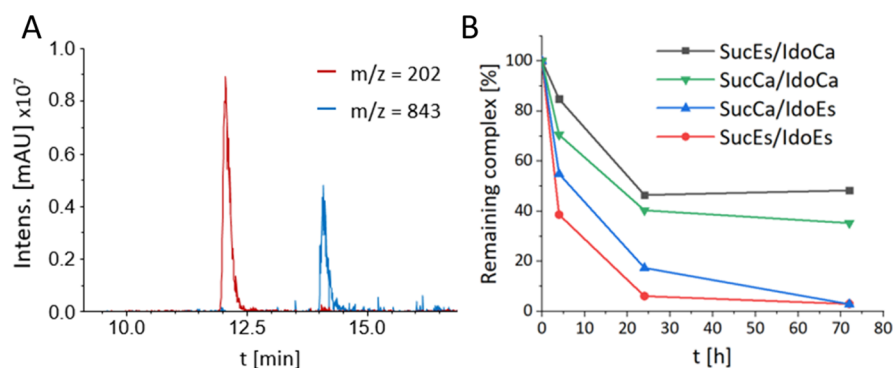 A
Intens. [mAU] x10⁷
1.0
0.8
0.6
0.4
0.2
0.0
10.0
12.5
15.0
t [min]
m/z = 202
m/z = 843
B
Remaining complex [%]
100
80
60
40
20
0
0
10
20
30
40
50
60
70
80
t [h]
SucEs/IdoCa
SucCa/IdoCa
SucCa/IdoEs
SucEs/IdoEs